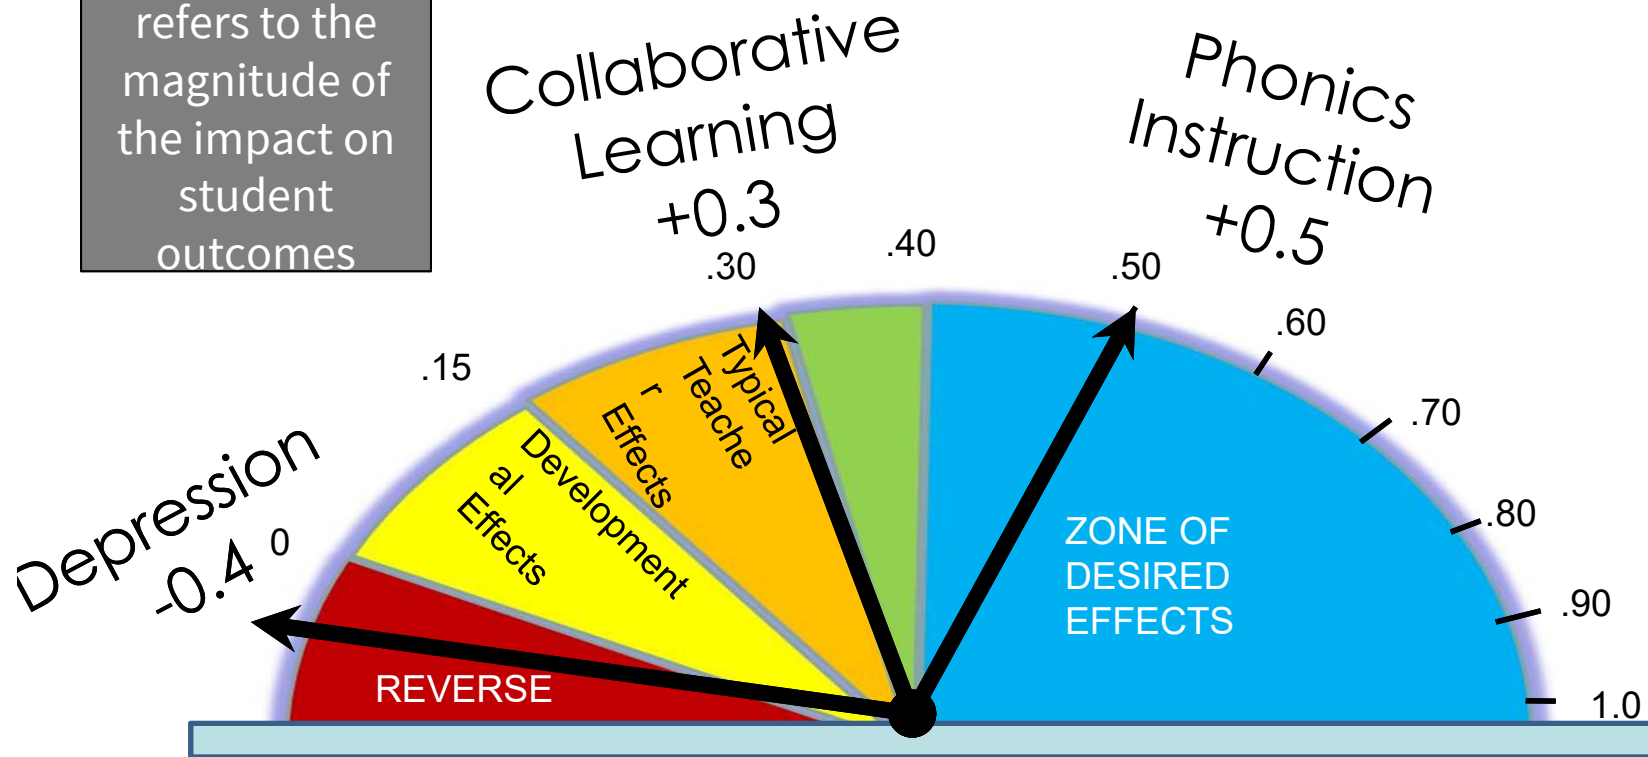 refers to the
magnitude of
the impact on
student
outcomes
Collaborative
Learning
+0.3
Phonics
Instruction
+0.5
Depression
-0.4
0
.15
.30
.40
.50
.60
.70
.80
.90
1.0
REVERSE
Development
al
Effects
Typical
Teache
r
Effects
ZONE OF
DESIRED
EFFECTS